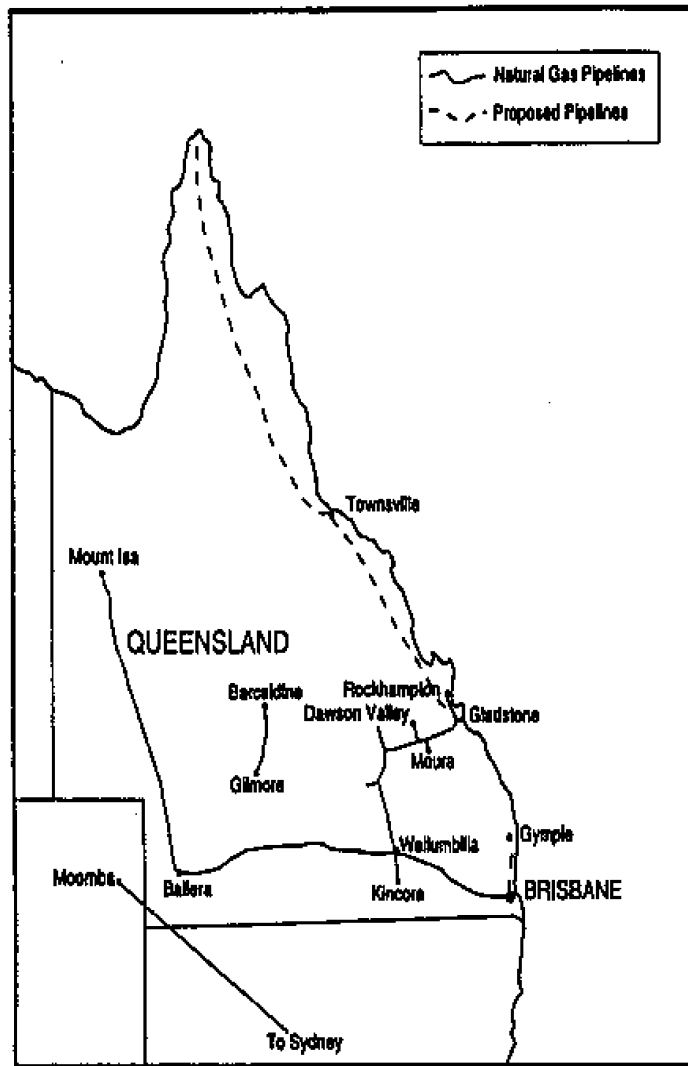 Natural Gas Pipelines
Proposed Pipelines
Townsville
Mount Isa
QUEENSLAND
Barcaldine
Rockhampton
Dawson Valley
Gladstone
Moura
Gilmore
Gympie
Wallumbilla
Moomba
Ballera
Kincora
BRISBANE
To Sydney